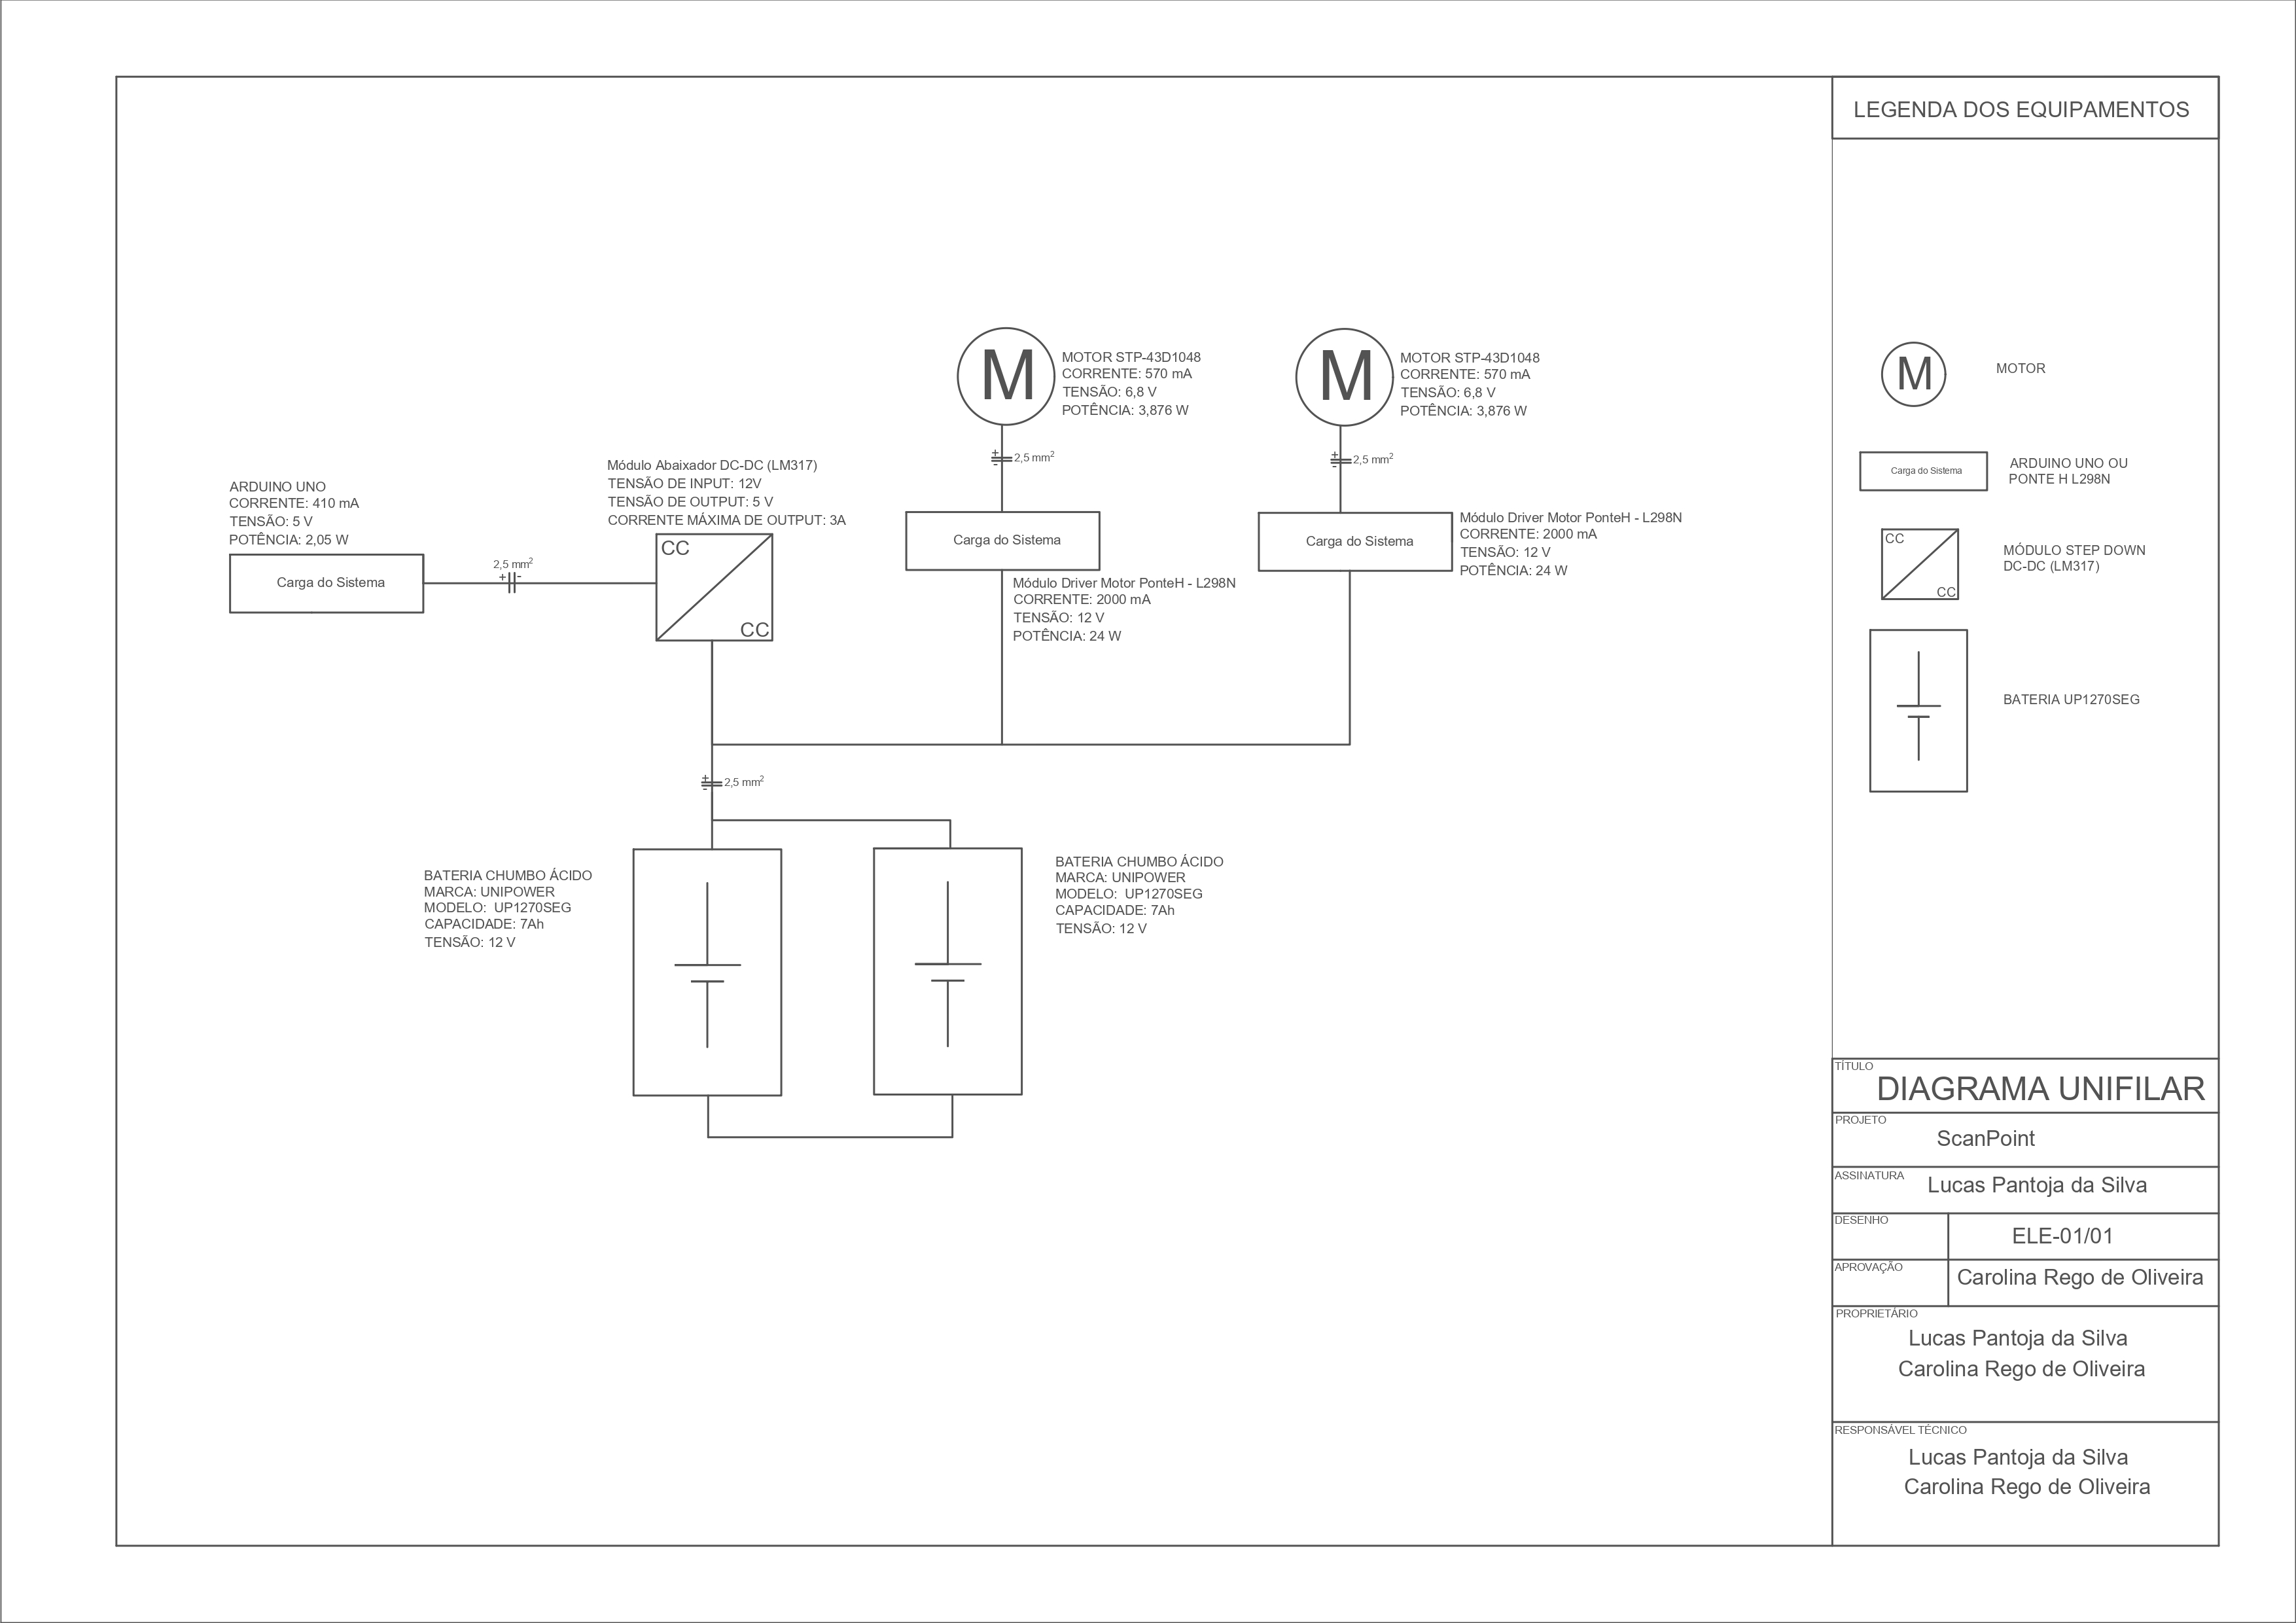 MOTOR STP-43D1048
CORRENTE: 570 mA
TENSÃO: 6,8 V
POTÊNCIA: 3,876 W
M
MOTOR STP-43D1048
CORRENTE: 570 mA
TENSÃO: 6,8 V
POTÊNCIA: 3,876 W
M
+
-
2,5 mm²
+
-
2,5 mm²
ARDUINO UNO
CORRENTE: 410 mA
TENSÃO: 5 V
POTÊNCIA: 2,05 W
Carga do Sistema
2,5 mm²
+ -
Módulo Abaixador DC-DC (LM317)
TENSÃO DE INPUT: 12V
TENSÃO DE OUTPUT: 5 V
CORRENTE MÁXIMA DE OUTPUT: 3A
CC
CC
Carga do Sistema
Módulo Driver Motor PonteH - L298N
CORRENTE: 2000 mA
TENSÃO: 12 V
POTÊNCIA: 24 W
Carga do Sistema
Módulo Driver Motor PonteH - L298N
CORRENTE: 2000 mA
TENSÃO: 12 V
POTÊNCIA: 24 W
+
-
2,5 mm²
BATERIA CHUMBO ÁCIDO
MARCA: UNIPOWER
MODELO: UP1270SEG
CAPACIDADE: 7Ah
TENSÃO: 12 V
BATERIA CHUMBO ÁCIDO
MARCA: UNIPOWER
MODELO: UP1270SEG
CAPACIDADE: 7Ah
TENSÃO: 12 V
LEGENDA DOS EQUIPAMENTOS
M
MOTOR
Carga do Sistema
ARDUINO UNO OU
PONTE H L298N
CC
CC
MÓDULO STEP DOWN
DC-DC (LM317)
BATERIA UP1270SEG
TÍTULO
DIAGRAMA UNIFILAR
PROJETO
ScanPoint
ASSINATURA
Lucas Pantoja da Silva
DESENHO
ELE-01/01
APROVAÇÃO
Carolina Rego de Oliveira
PROPRIETÁRIO
Lucas Pantoja da Silva
Carolina Rego de Oliveira
RESPONSÁVEL TÉCNICO
Lucas Pantoja da Silva
Carolina Rego de Oliveira